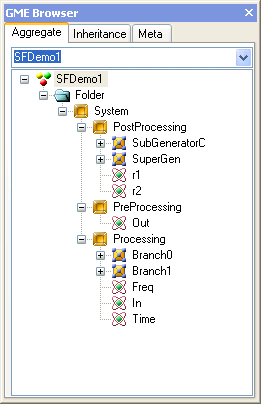 GME Browser
Aggregate Inheritance Meta
SFDemo1
SFDemo1
Folder
System
PostProcessing
SubGeneratorC
SuperGen
r1
r2
PreProcessing
Out
Processing
Branch0
Branch1
Freq
In
Time